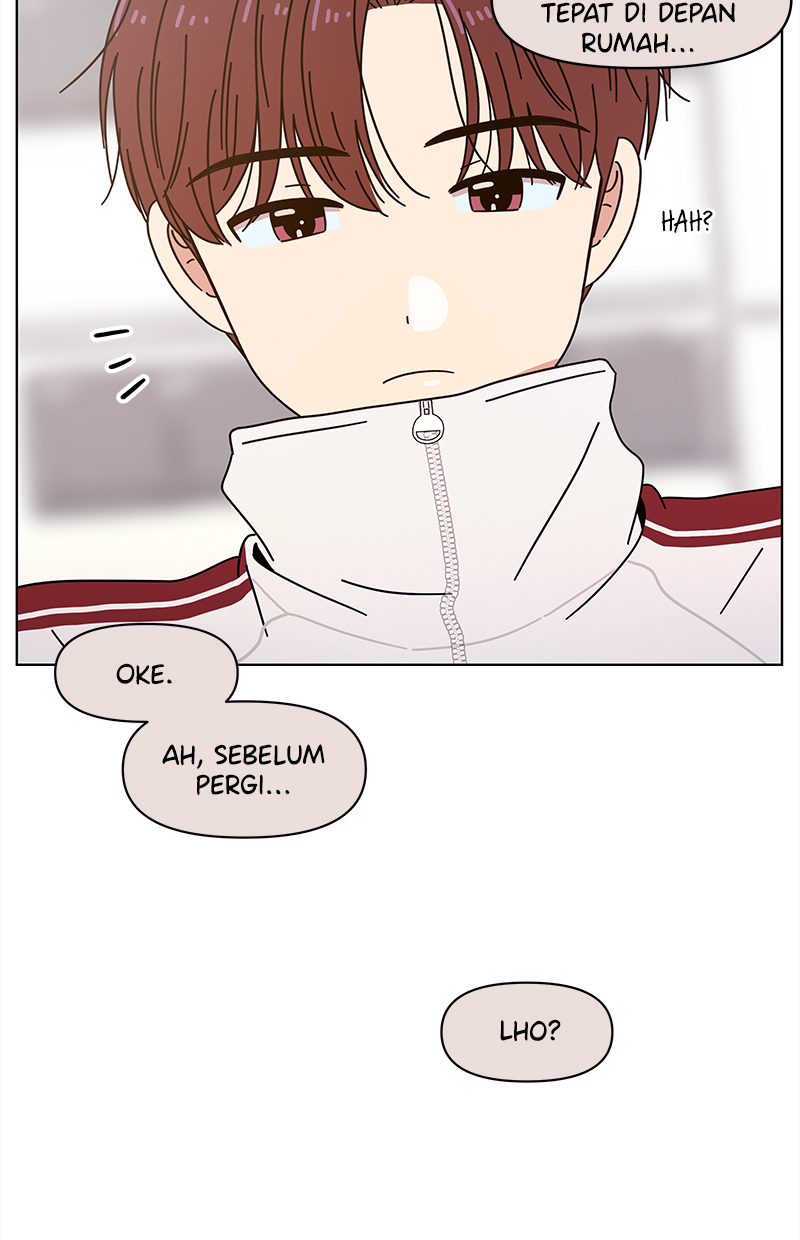 TEPAT DI DEPAN
RUMAH...
HAH?
OKE.
AH, SEBELUM
PERGI...
LHO?